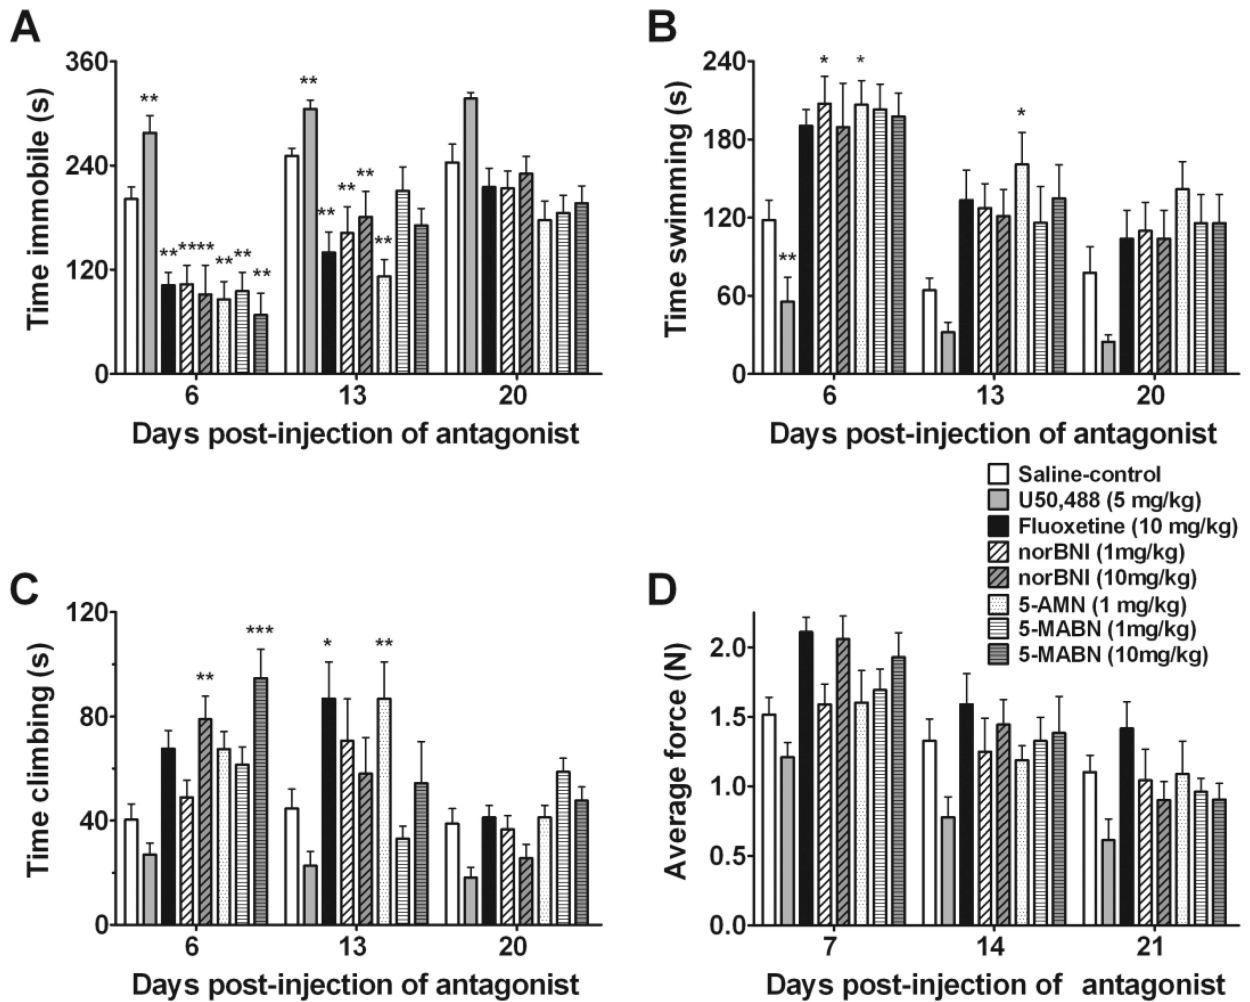 A
Time immobile (s)
360
240
120
0
** ** ** **** ** ** ** ** ** ** ** **
6 13 20
Days post-injection of antagonist
B
Time swimming (s)
240
180
120
60
0
** * * *
6 13 20
Days post-injection of antagonist
Saline-control
U50,488 (5 mg/kg)
Fluoxetine (10 mg/kg)
norBNI (1mg/kg)
norBNI (10mg/kg)
5-AMN (1 mg/kg)
5-MABN (1mg/kg)
5-MABN (10mg/kg)
C
Time climbing (s)
120
80
40
0
** *** * **
6 13 20
Days post-injection of antagonist
D
Average force (N)
2.0
1.5
1.0
0.5
0.0
7 14 21
Days post-injection of antagonist